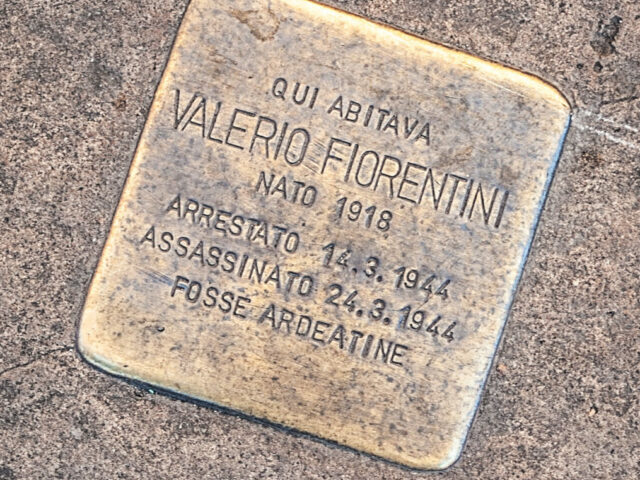 QUI ABITAVA
VALERIO FIORENTINI
NATO 1918
ARRESTATO 14.3.1944
ASSASSINATO 24.3.1944
FOSSE ARDEATINE